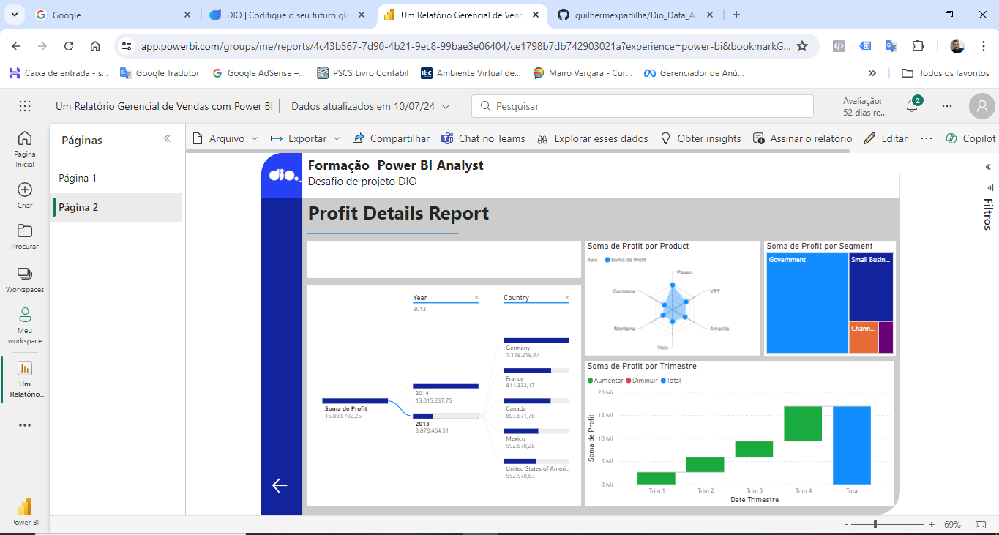 Google
DIO | Codifique o seu futuro glo
Um Relatório Gerencial de Vend
guilhermexpadilha/Dio_Data_A
app.powerbi.com/groups/me/reports/4c43b567-7d90-4b21-9ec8-99bae3e06404/ce1798b7db742903021a?experience=power-bi&bookmarkG...
Caixa de entrada - s...
Google Tradutor
Google AdSense –...
PSCS Livro Contabil
Ambiente Virtual de...
Mairo Vergara - Cur...
Gerenciador de Anú...
Todos os favoritos
Um Relatório Gerencial de Vendas com Power BI
Dados atualizados em 10/07/24
Pesquisar
Avaliação:
52 dias re...
2
Página
Inicial
Criar
Procurar
Workspaces
Meu
workspace
Um
Relatório...
Power BI
Páginas
Página 1
Página 2
Arquivo
Exportar
Compartilhar
Chat no Teams
Explorar esses dados
Obter insights
Assinar o relatório
Editar
Copilot
Filtros
dio.
Formação Power BI Analyst
Desafio de projeto DIO
Profit Details Report
Year
2013
Country
Soma de Profit
16.893.702,26
2014
13.015.237,75
2013
3.878.464,51
Germany
1.118.219,47
France
811.332,17
Canada
803.671,78
Mexico
592.670,26
United States of Ameri...
552.570,83
Soma de Profit por Product
Axis
Soma de Profit
Paseo
VTT
Amarilla
Velo
Montana
Carretera
Soma de Profit por Segment
Government
Small Busin...
Chann...
Soma de Profit por Trimestre
Aumentar
Diminuir
Total
Soma de Profit
20 Mi
15 Mi
10 Mi
5 Mi
0 Mi
Trim 1
Trim 2
Trim 3
Trim 4
Total
Date Trimestre
- + 69%